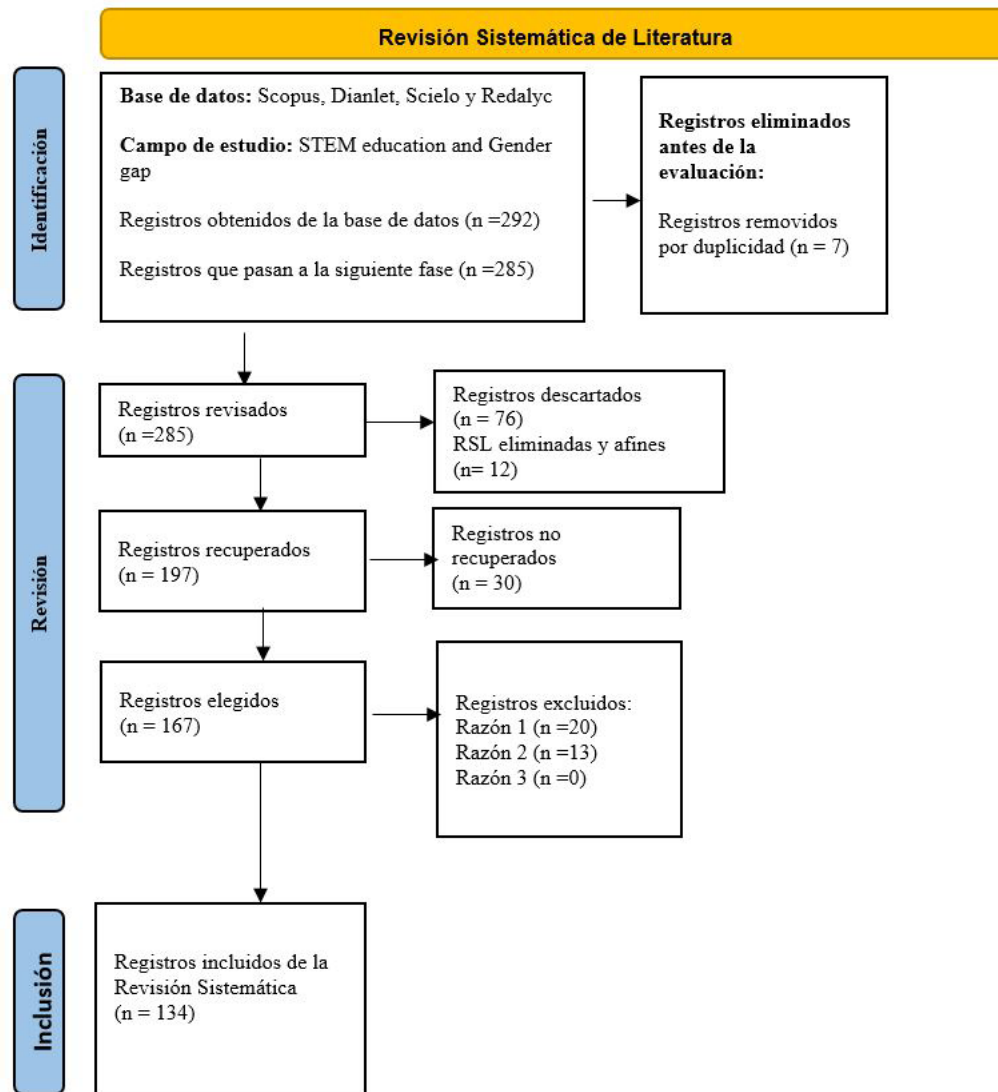 Revisión Sistemática de Literatura
Identificación
Base de datos: Scopus, Dianlet, Scielo y Redalyc
Campo de estudio: STEM education and Gender
gap
Registros obtenidos de la base de datos (n =292)
Registros que pasan a la siguiente fase (n =285)
Registros eliminados
antes de la
evaluación:
Registros removidos
por duplicidad (n = 7)
Revisión
Registros revisados
(n =285)
Registros descartados
(n = 76)
RSL eliminadas y afínes
(n= 12)
Registros recuperados
(n = 197)
Registros no
recuperados
(n = 30)
Registros elegidos
(n = 167)
Registros excluidos:
Razón 1 (n =20)
Razón 2 (n =13)
Razón 3 (n =0)
Inclusión
Registros incluidos de la
Revisión Sistemática
(n = 134)